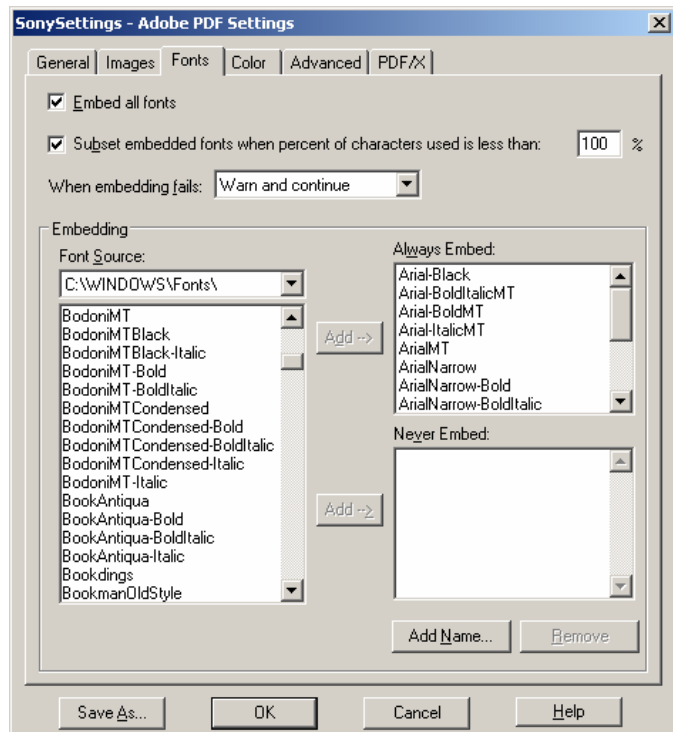 SonySettings - Adobe PDF Settings
General Images Fonts Color Advanced PDF/X
Embed all fonts
Subset embedded fonts when percent of characters used is less than: 100 %
When embedding fails: Warn and continue
Embedding
Font Source:
C:\WINDOWS\Fonts\
BodoniMT
BodoniMTBlack
BodoniMTBlack-Italic
BodoniMT-Bold
BodoniMT-BoldItalic
BodoniMTCondensed
BodoniMTCondensed-Bold
BodoniMTCondensed-BoldItalic
BodoniMTCondensed-Italic
BodoniMT-Italic
BookAntiqua
BookAntiqua-Bold
BookAntiqua-BoldItalic
BookAntiqua-Italic
Bookdings
BookmanOldStyle
Add -->
Add -->
Always Embed:
Arial-Black
Arial-BoldItalicMT
Arial-BoldMT
Arial-ItalicMT
ArialMT
ArialNarrow
ArialNarrow-Bold
ArialNarrow-BoldItalic
Never Embed:
Add Name... Remove
Save As... OK Cancel Help